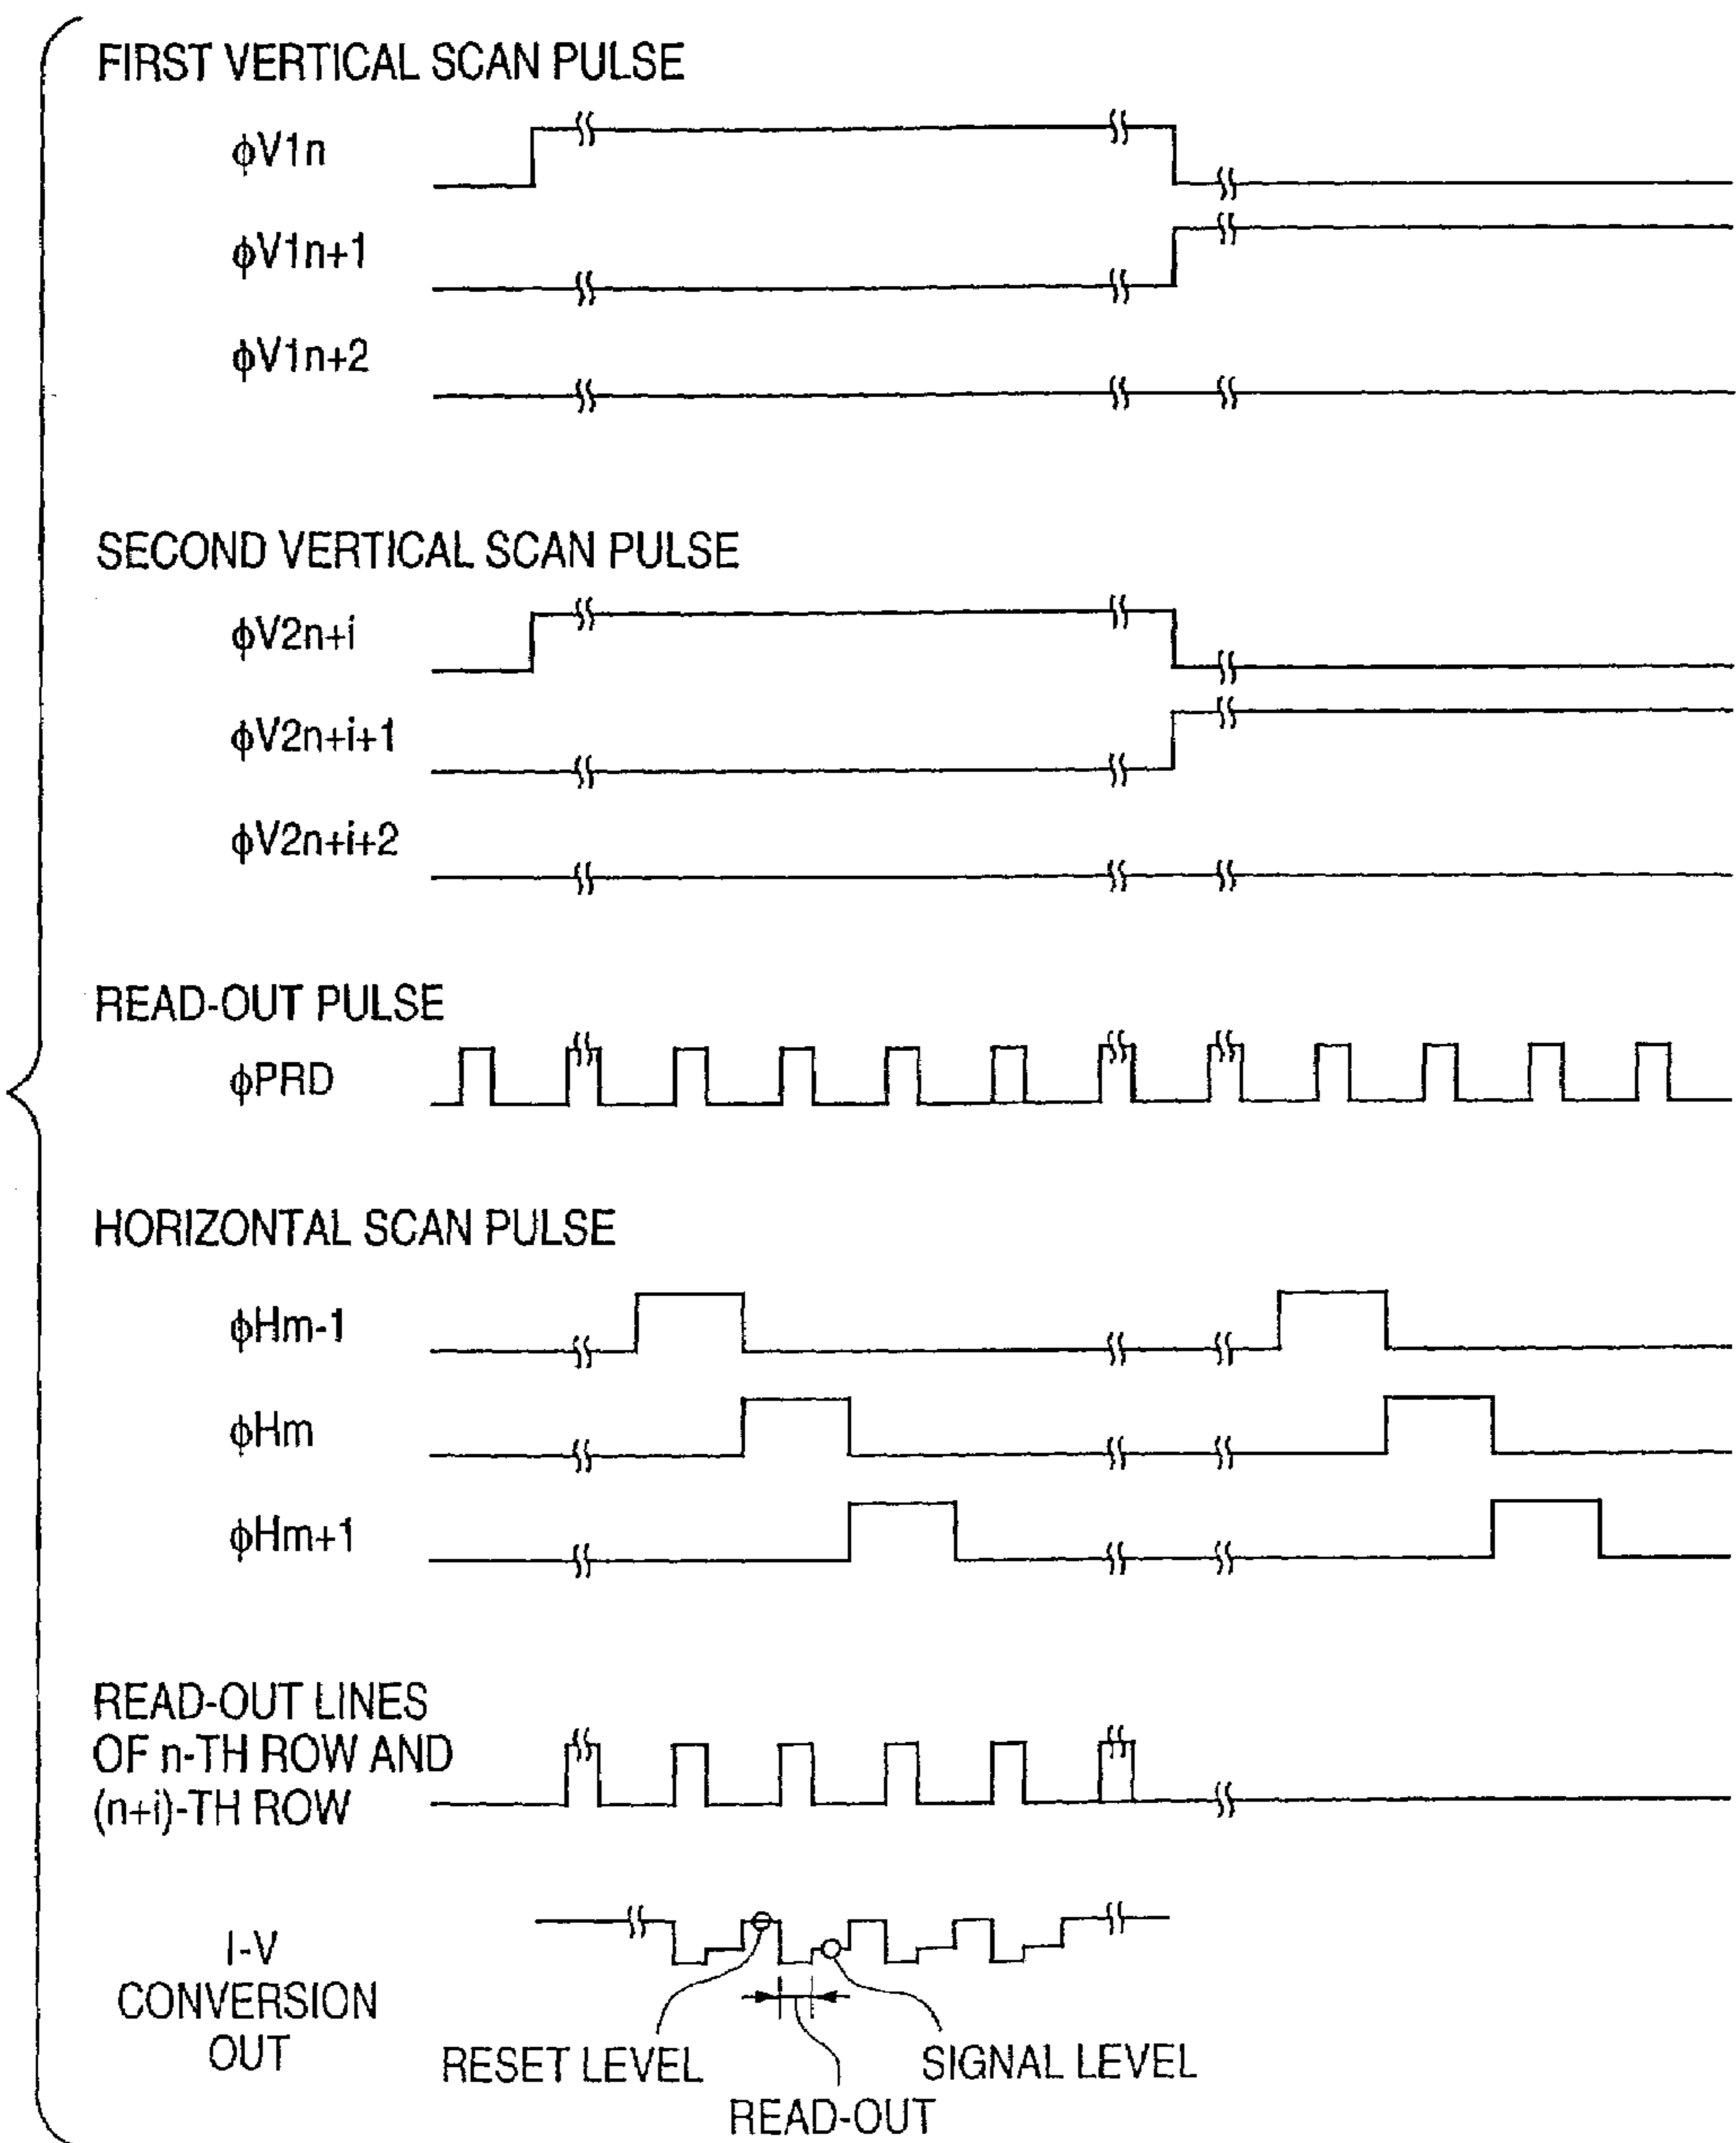 FIRST VERTICAL SCAN PULSE
ϕV1n
ϕV1n+1
ϕV1n+2
SECOND VERTICAL SCAN PULSE
ϕV2n+i
ϕV2n+i+1
ϕV2n+i+2
READ-OUT PULSE
ϕPRD
HORIZONTAL SCAN PULSE
ϕHm-1
ϕHm
ϕHm+1
READ-OUT LINES
OF n-TH ROW AND
(n+i)-TH ROW
I-V
CONVERSION
OUT
RESET LEVEL
SIGNAL LEVEL
READ-OUT